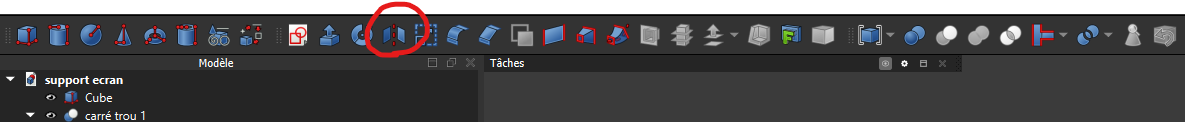 Modèle
Tâches
support ecran
Cube
carré trou 1